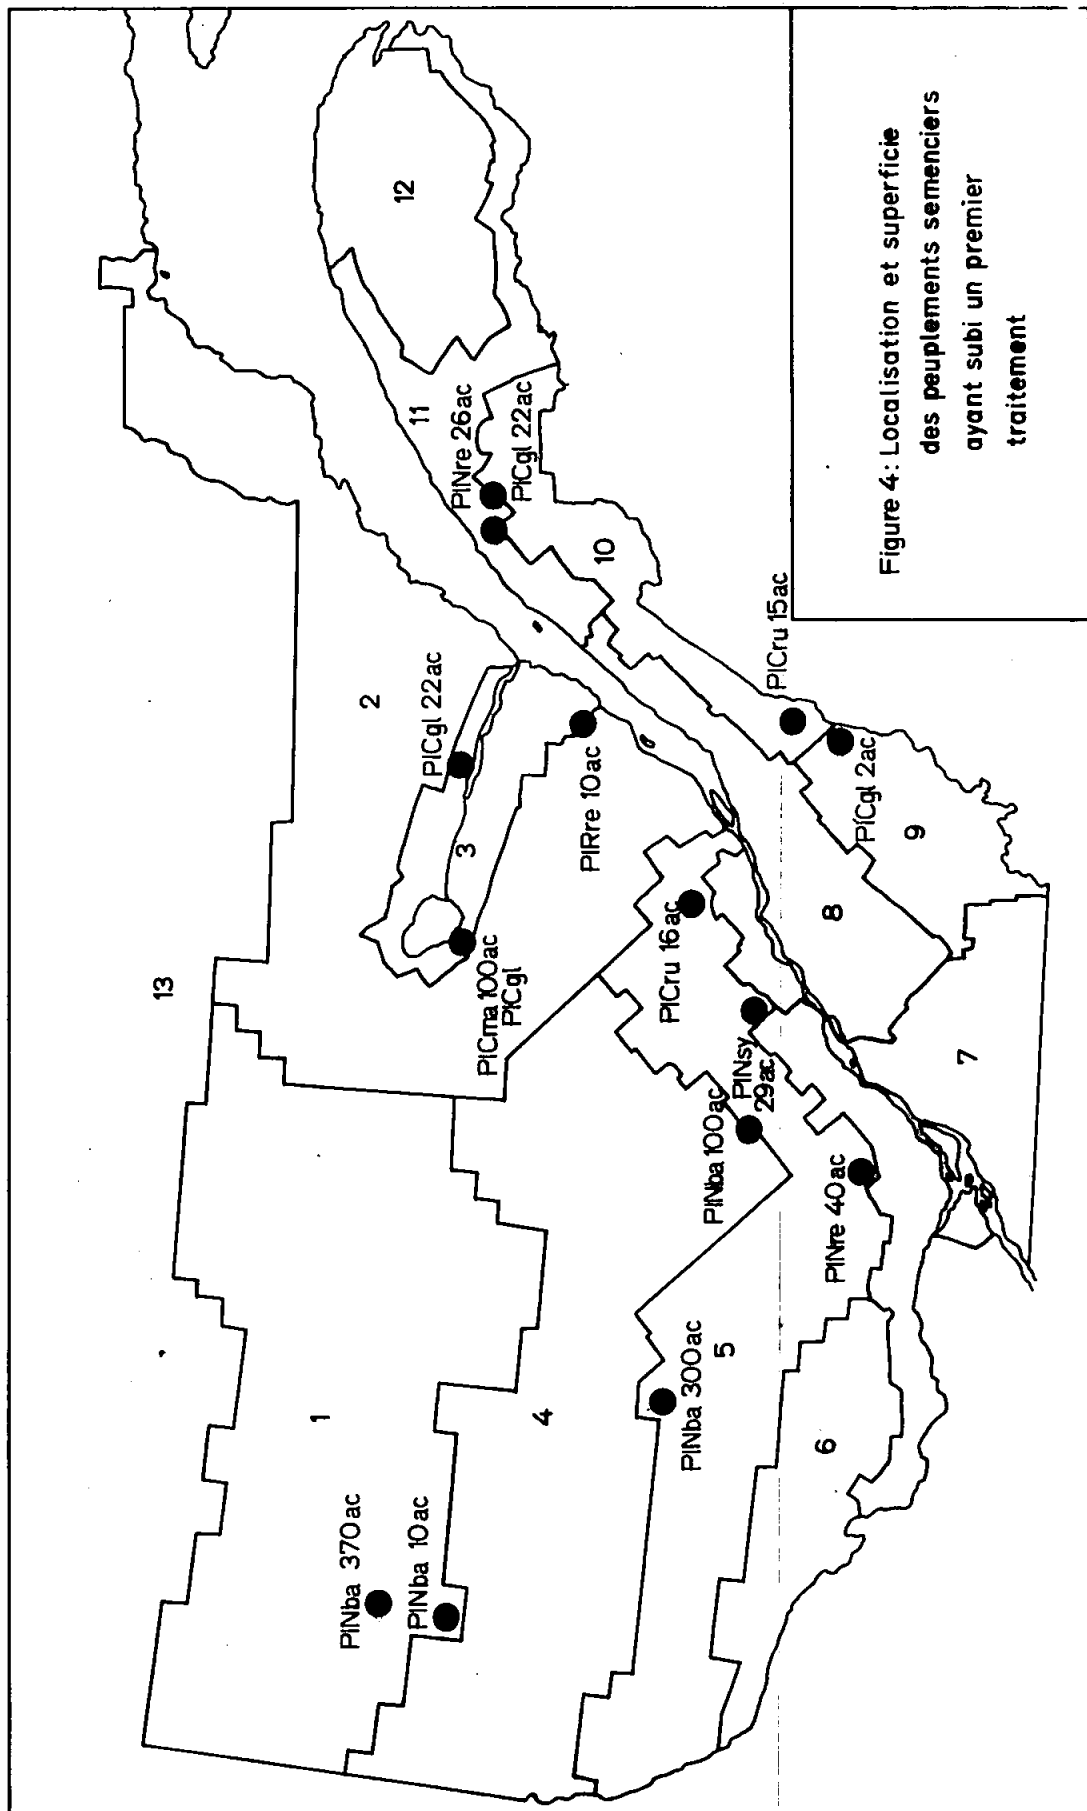 13
2
1
12
11
PINre 26ac
PICgl 22ac
10
PICgl 22ac
3
PICma 100ac
PICgl
PIRre 10ac
PINba 370ac
PINba 10ac
4
PICru 16ac
PINsy
29ac
PINba 100ac
PINre 40ac
PINba 300ac
5
6
PICru 15ac
PICgl 2ac
9
8
7
Figure 4: Localisation et superficie
des peuplements semenciers
ayant subi un premier
traitement